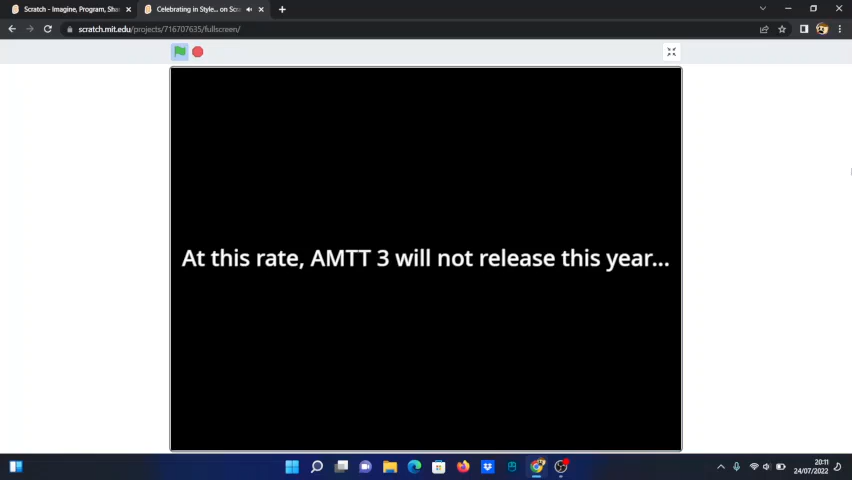 Scratch - Imagine, Program, Sha
Celebrating in Style... on Scra
scratch.mit.edu/projects/716707635/fullscreen/
At this rate, AMTT 3 will not release this year...
20:11
24/07/2022